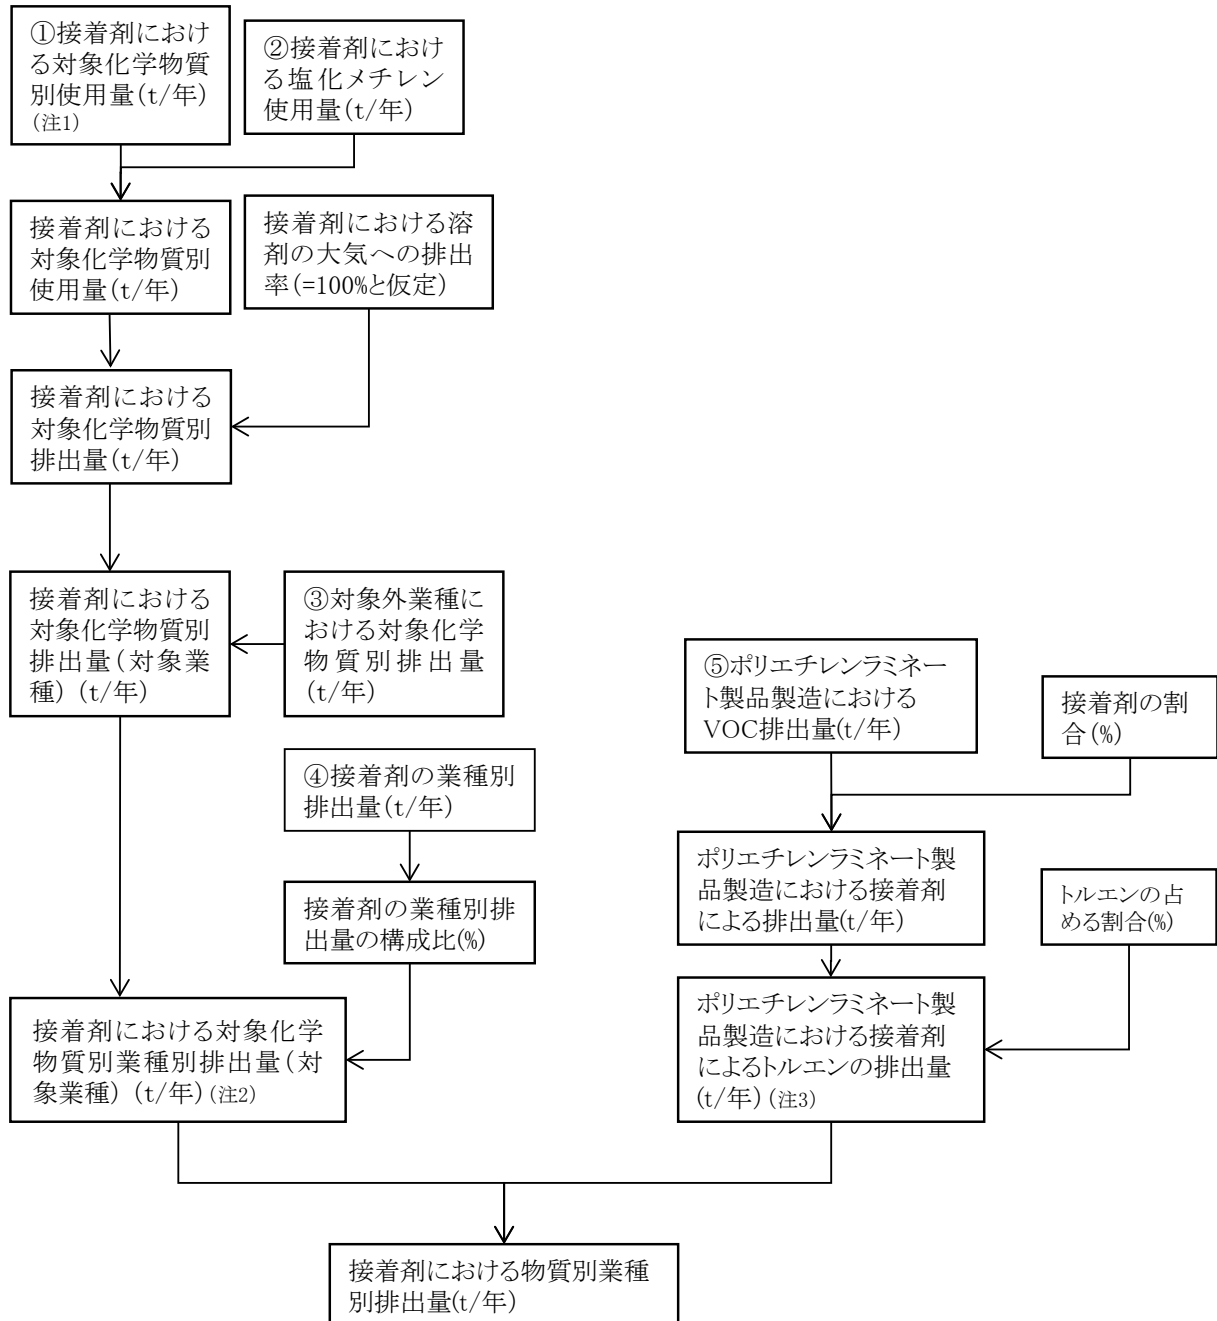 ①接着剤におけ
る対象化学物質
別使用量(t/年)
(注1)
②接着剤におけ
る塩化メチレン
使用量(t/年)
接着剤における
対象化学物質別
使用量(t/年)
接着剤における溶
剤の大気への排出
率(=100%と仮定)
接着剤における
対象化学物質別
排出量(t/年)
接着剤における
対象化学物質別
排出量(対象業
種) (t/年)
③対象外業種に
おける対象化学
物質別排出量
(t/年)
④接着剤の業種別
排出量(t/年)
接着剤の業種別排
出量の構成比(%)
接着剤における対象化学
物質別業種別排出量(対
象業種) (t/年)(注2)
⑤ポリエチレンラミネー
ト製品製造における
VOC排出量(t/年)
接着剤の割
合(%)
ポリエチレンラミネート製
品製造における接着剤
による排出量(t/年)
トルエンの占
める割合(%)
ポリエチレンラミネート製
品製造における接着剤
によるトルエンの排出量
(t/年)(注3)
接着剤における物質別業種
別排出量(t/年)